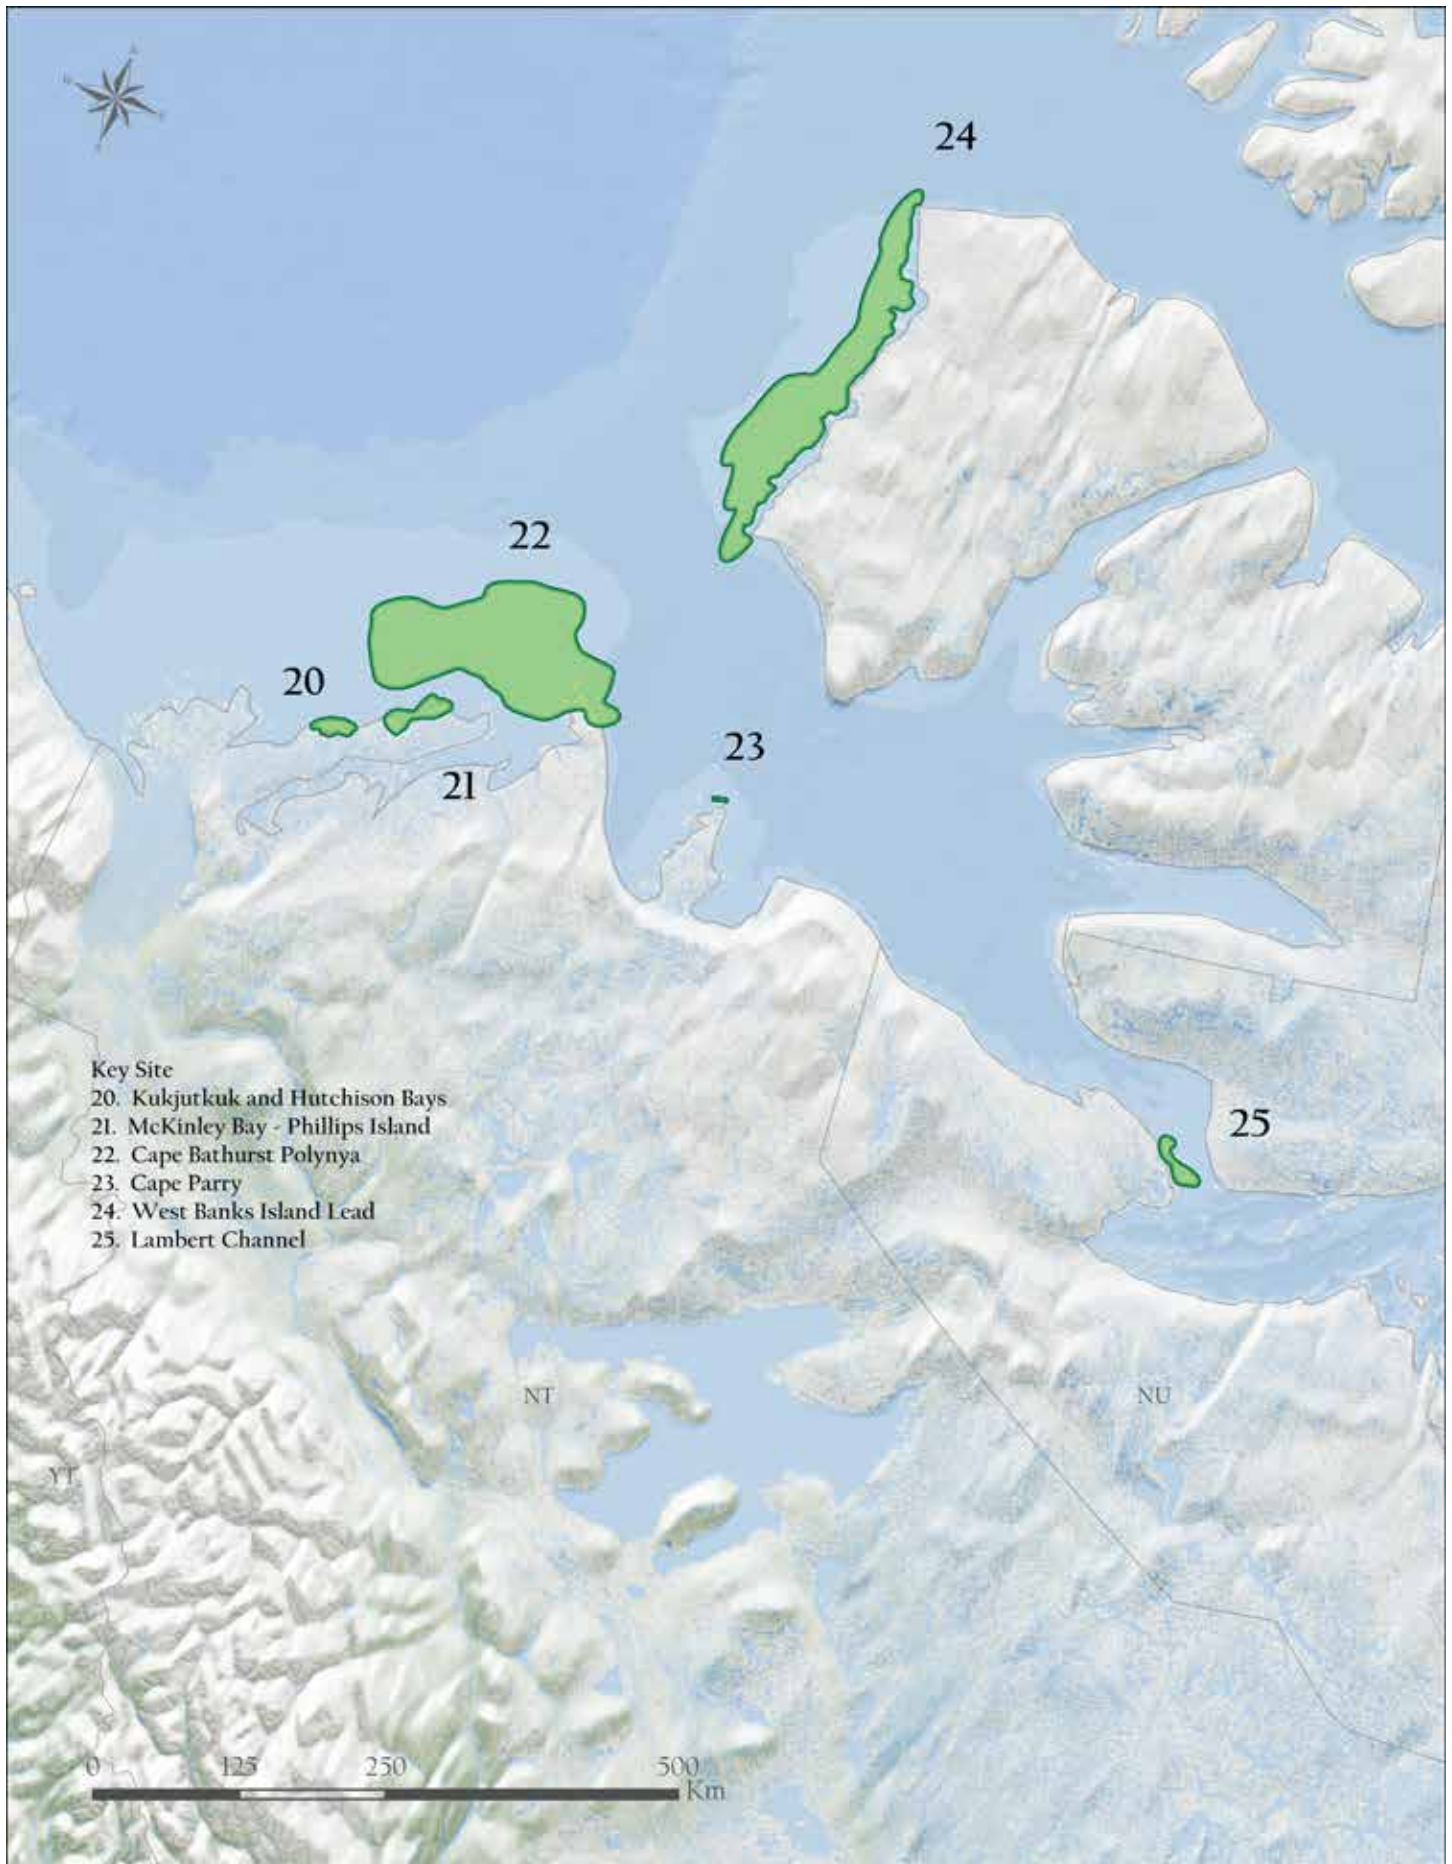 24
22
20
23
21
Key Site
20. Kukjutkuk and Hutchison Bays
21. McKinley Bay - Phillips Island
22. Cape Bathurst Polynya
23. Cape Parry
24. West Banks Island Lead
25. Lambert Channel
25
NT
NU
YT
0 125 250 500
Km